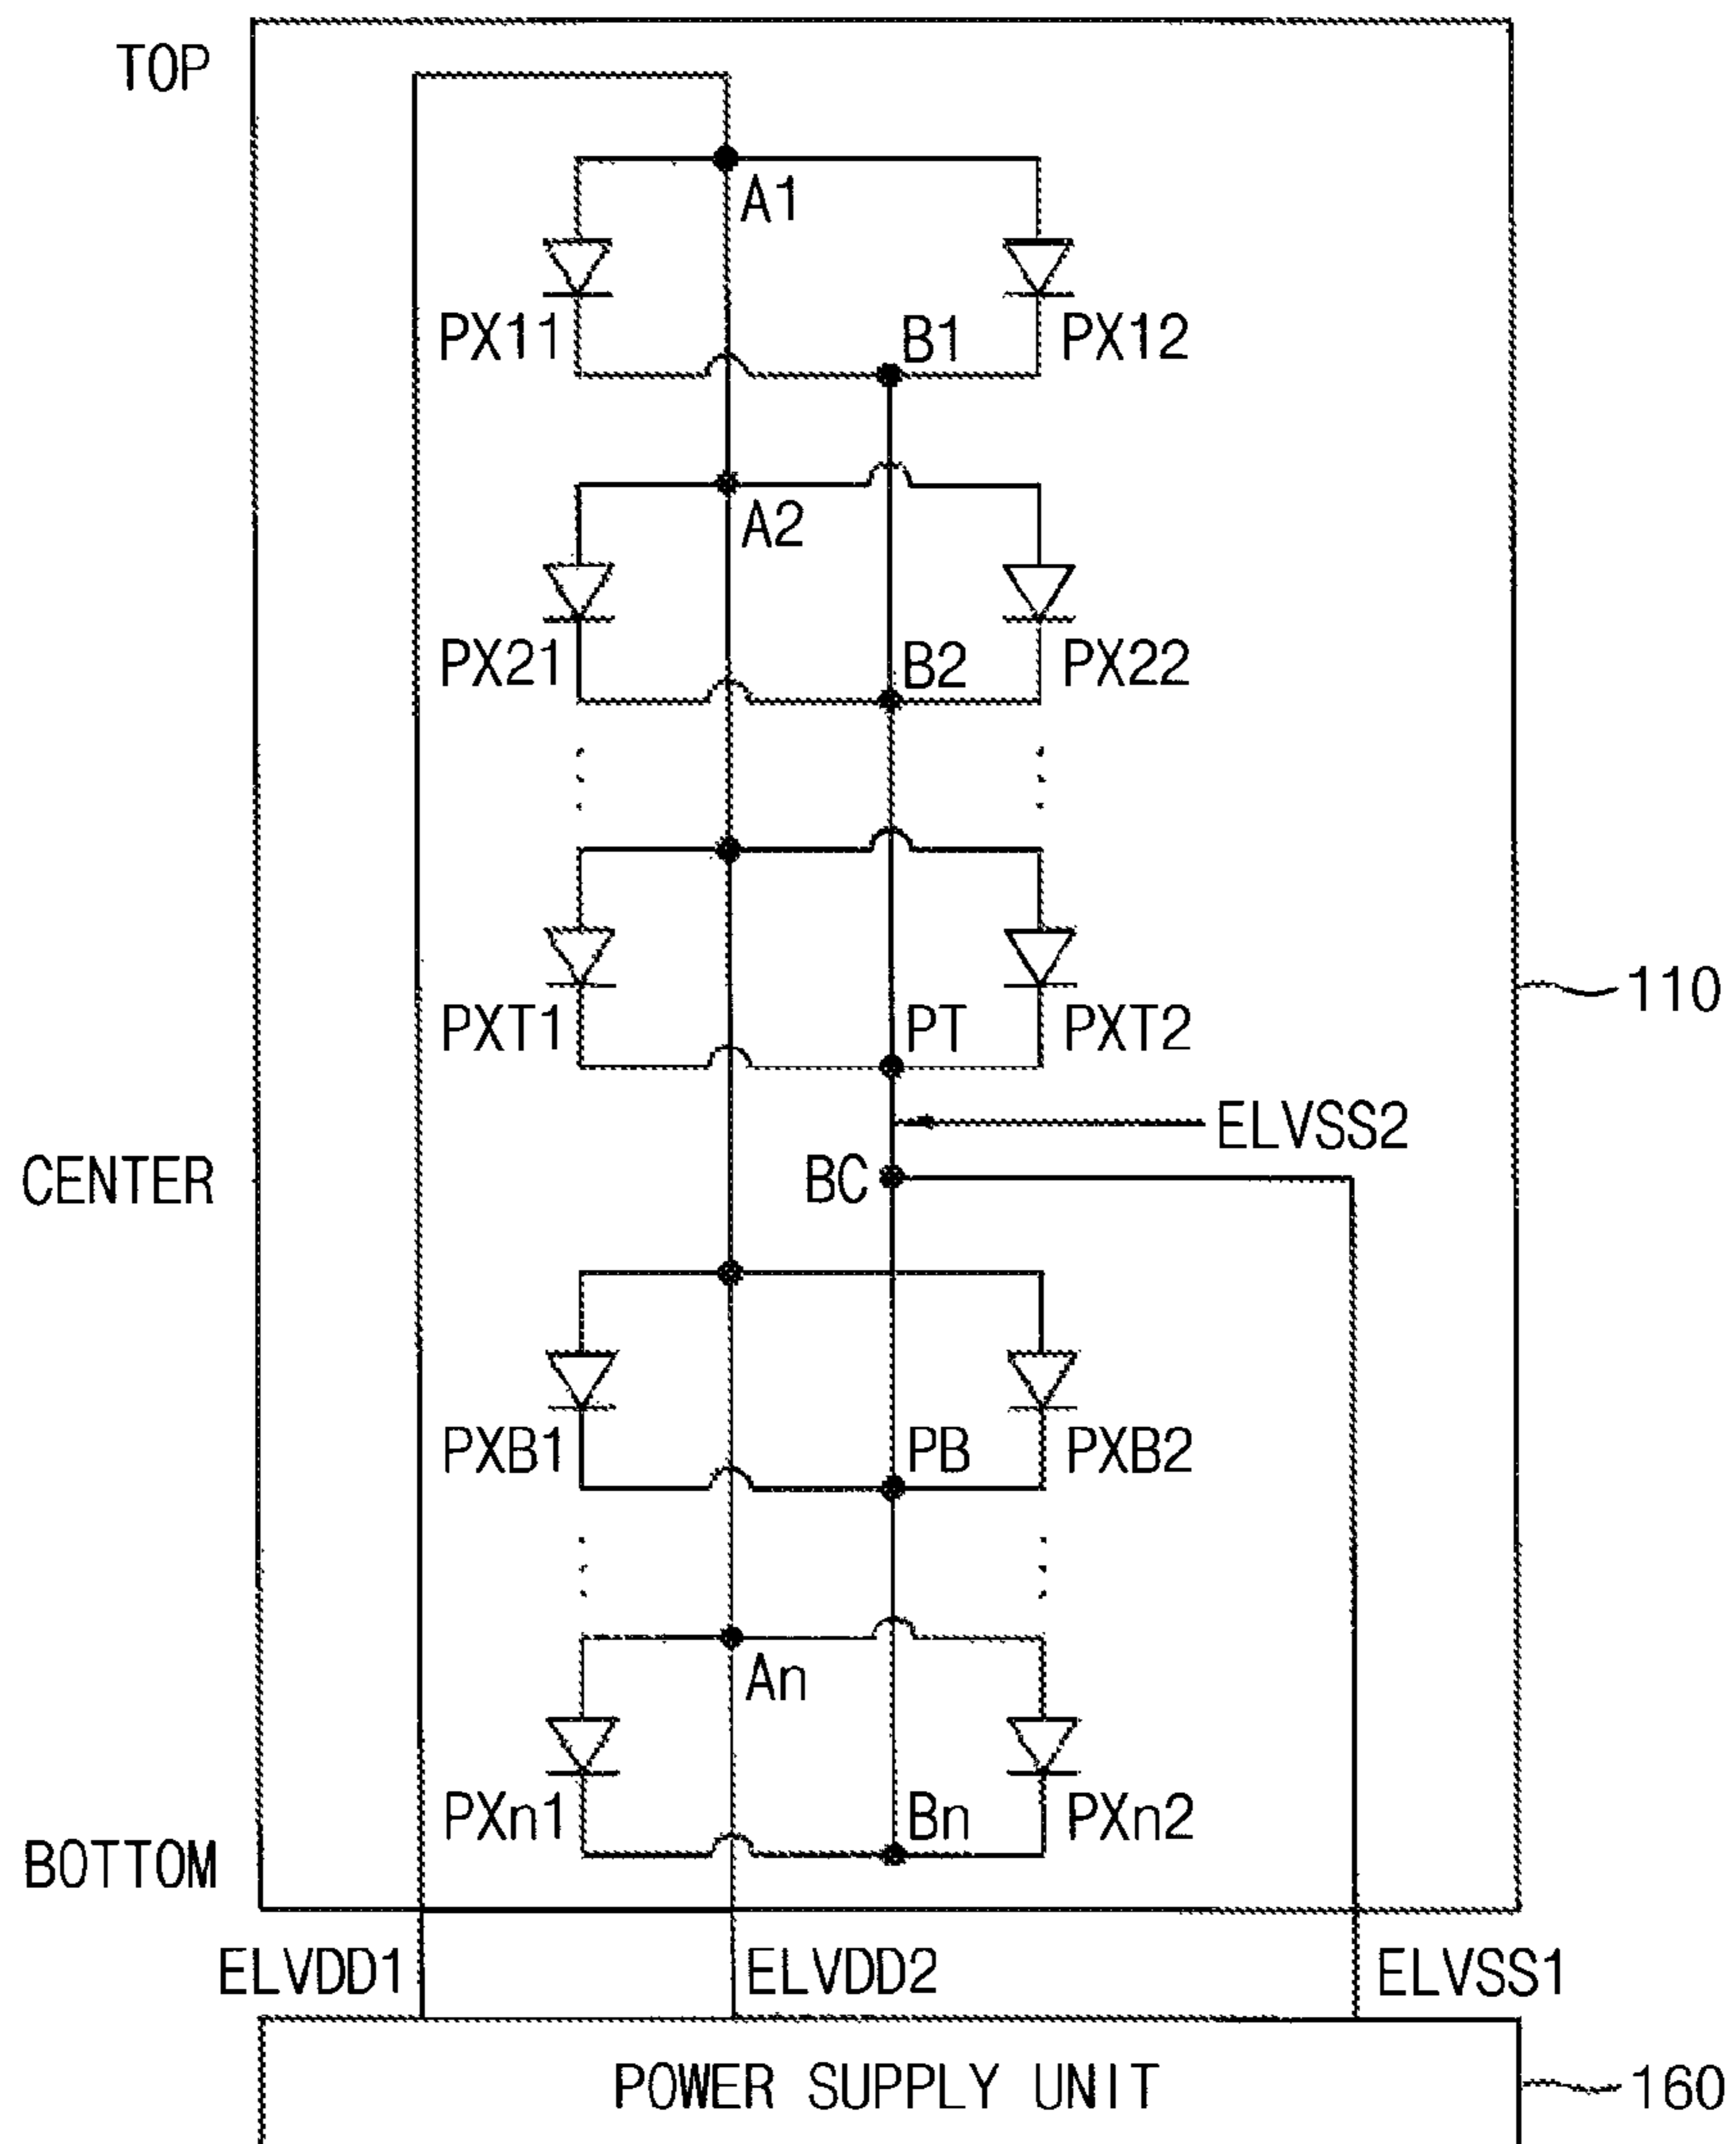 TOP
A1
PX11
B1
PX12
A2
PX21
B2
PX22
PXT1
PT
PXT2
110
ELVSS2
CENTER
BC
PXB1
PB
PXB2
An
PXn1
Bn
PXn2
BOTTOM
ELVDD1
ELVDD2
ELVSS1
POWER SUPPLY UNIT
160